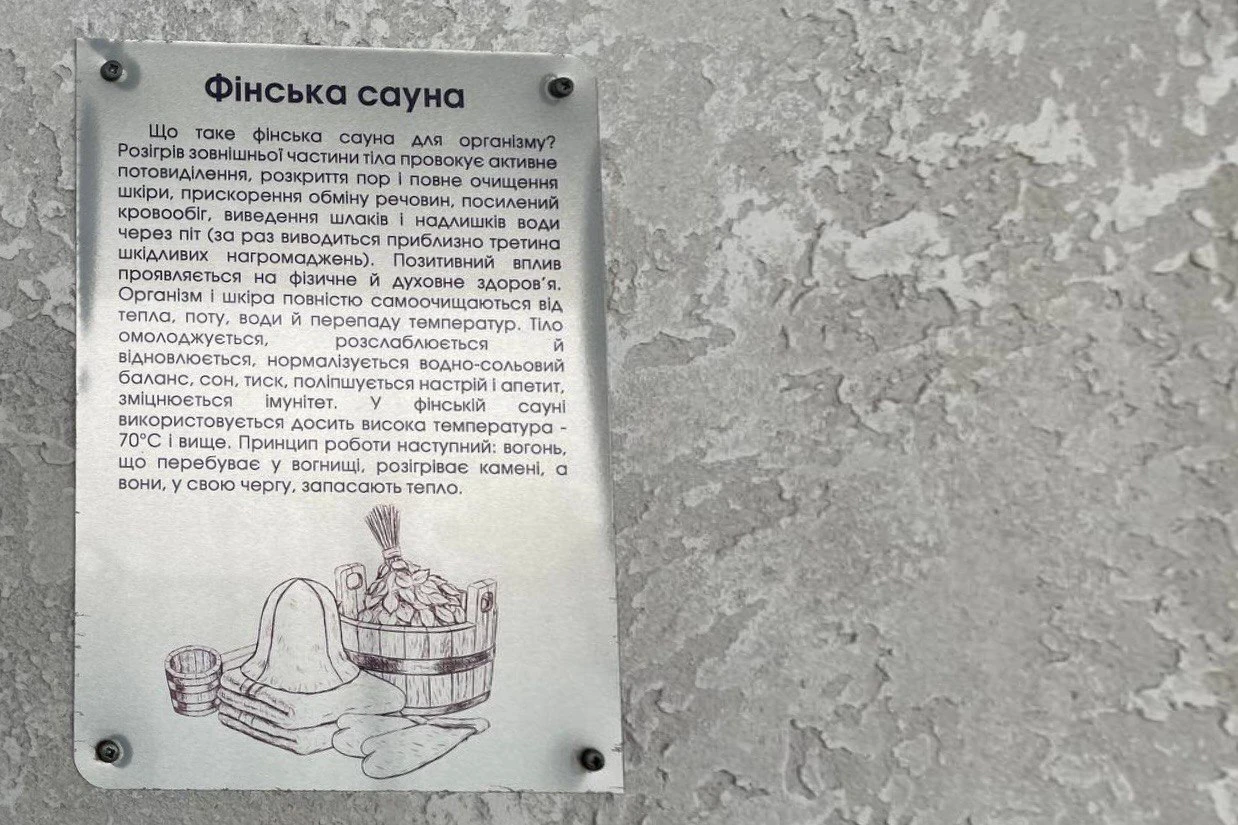 Фінська сауна
Що таке фінська сауна для організму?
Розігрів зовнішньої частини тіла провокує активне
потовиділення, розкриття пор і повне очищення
шкіри, прискорення обміну речовин, посилений
кровообіг, виведення шлаків і надлишків води
через піт (за раз виводиться приблизно третина
шкідливих нагромаджень). Позитивний вплив
проявляється на фізичне й духовне здоров’я.
Організм і шкіра повністю самоочищаються від
тепла, поту, води й перепаду температур. Тіло
омолоджується, розслаблюється й
відновлюється, нормалізується водно-сольовий
баланс, сон, тиск, поліпшується настрій і апетит,
зміцнюється імунітет. У фінській сауні
використовується досить висока температура -
70°C і вище. Принцип роботи наступний: вогонь,
що перебуває у вогнищі, розігріває камені, а
вони, у свою чергу, запасають тепло.